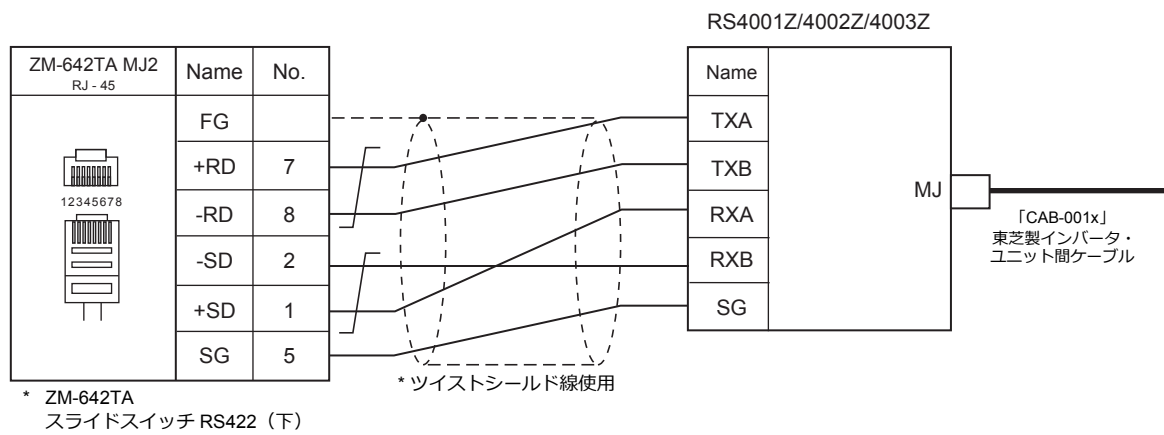 RS4001Z/4002Z/4003Z
ZM-642TA MJ2
RJ - 45
Name
No.
FG
+RD
7
-RD
8
-SD
2
+SD
1
SG
5
12345678
Name
TXA
TXB
RXA
RXB
SG
MJ
「CAB-001x」
東芝製インバータ・
ユニット間ケーブル
* ツイストシールド線使用
* ZM-642TA
スライドスイッチ RS422（下）